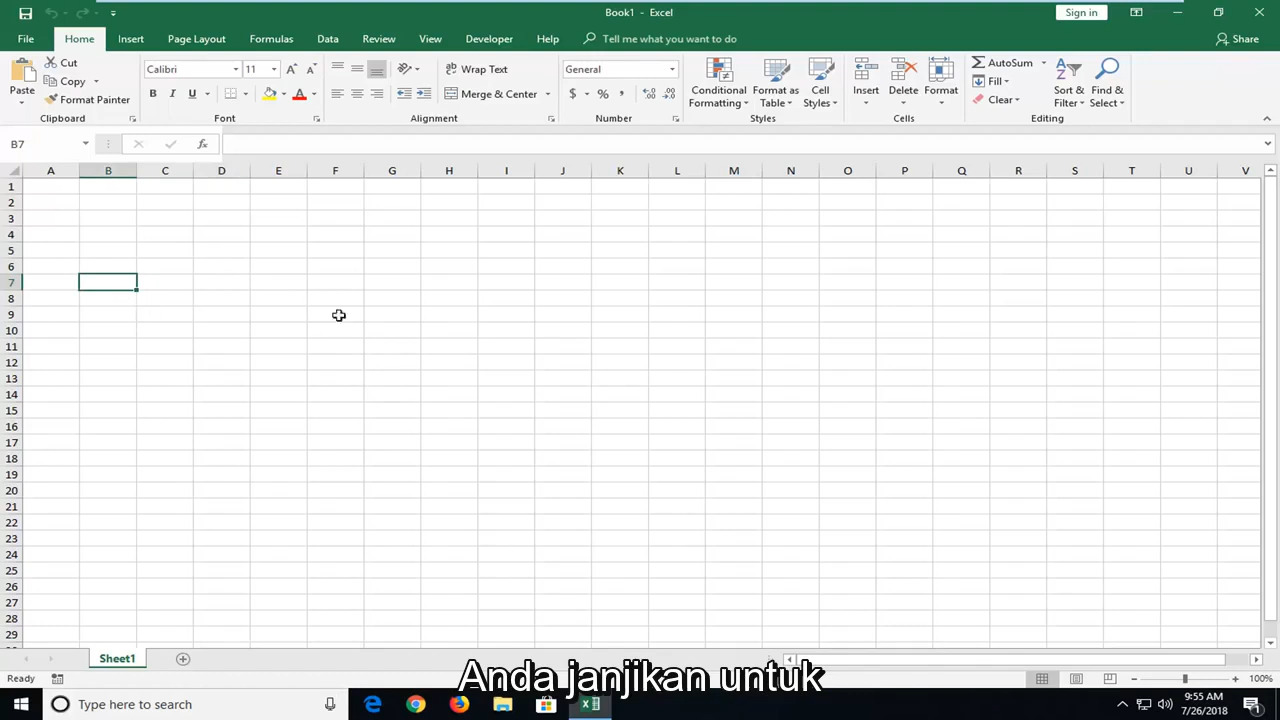 Book1 - Excel
Sign in
File Home Insert Page Layout Formulas Data Review View Developer Help Tell me what you want to do Share
Cut
Copy
Format Painter
Paste
Clipboard
Calibri 11
B I U
Font
Wrap Text
Merge & Center
Alignment
General
$ % ,
Number
Conditional Formatting
Format as Table
Cell Styles
Styles
Insert Delete Format
Cells
AutoSum
Fill
Clear
Sort & Filter
Find & Select
Editing
B7 fx
A B C D E F G H I J K L M N O P Q R S T U V
1
2
3
4
5
6
7
8
9
10
11
12
13
14
15
16
17
18
19
20
21
22
23
24
25
26
27
28
29
Sheet1
Anda janjikan untuk
Ready 100%
Type here to search
9:55 AM
7/26/2018
1